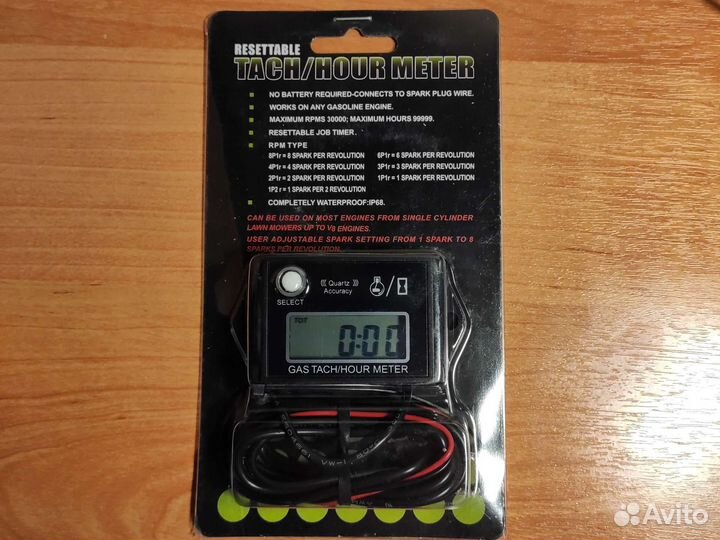 RESETTABLE
TACH/HOUR METER
NO BATTERY REQUIRED-CONNECTS TO SPARK PLUG WIRE.
WORKS ON ANY GASOLINE ENGINE.
MAXIMUM RPMS 30000; MAXIMUM HOURS 99999.
RESETTABLE JOB TIMER.
RPM TYPE
8P1r = 8 SPARK PER REVOLUTION 6P1r = 6 SPARK PER REVOLUTION
4P1r = 4 SPARK PER REVOLUTION 3P1r = 3 SPARK PER REVOLUTION
2P1r = 2 SPARK PER REVOLUTION 1P1r = 1 SPARK PER REVOLUTION
1P2 r = 1 SPARK PER 2 REVOLUTION
COMPLETELY WATERPROOF:IP68.
CAN BE USED ON MOST ENGINES FROM SINGLE CYLINDER
LAWN MOWERS UP TO V8 ENGINES.
USER ADJUSTABLE SPARK SETTING FROM 1 SPARK TO 8
SPARKS PER REVOLUTION.
Quartz
Accuracy
SELECT
TOT
0:00
GAS TACH/HOUR METER
VW-1
Avito